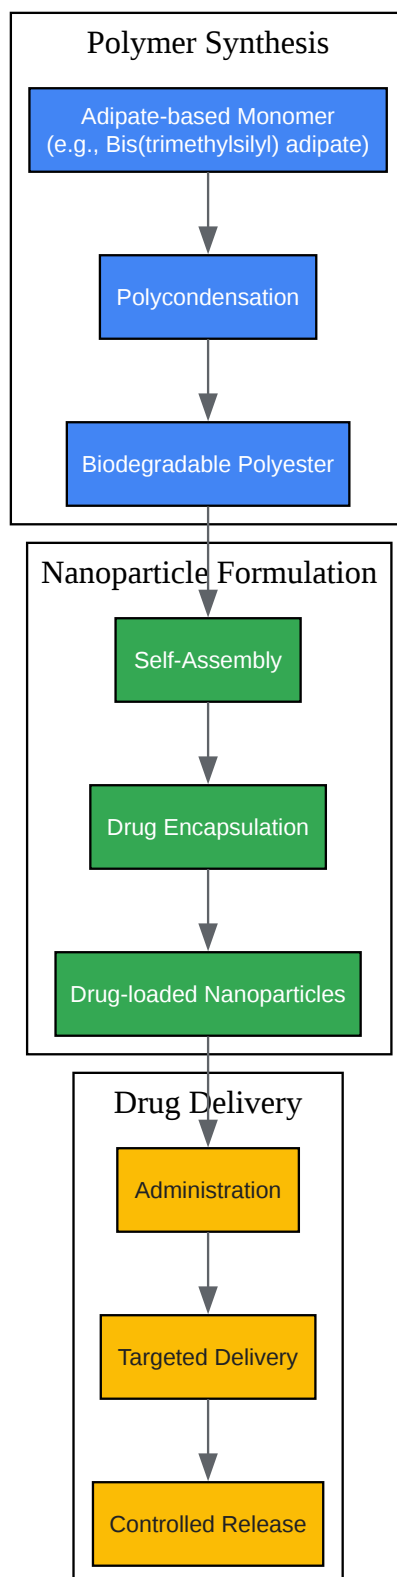 Polymer Synthesis
Adipate-based Monomer
(e.g., Bis(trimethylsilyl) adipate)
Polycondensation
Biodegradable Polyester
Nanoparticle Formulation
Self-Assembly
Drug Encapsulation
Drug-loaded Nanoparticles
Drug Delivery
Administration
Targeted Delivery
Controlled Release